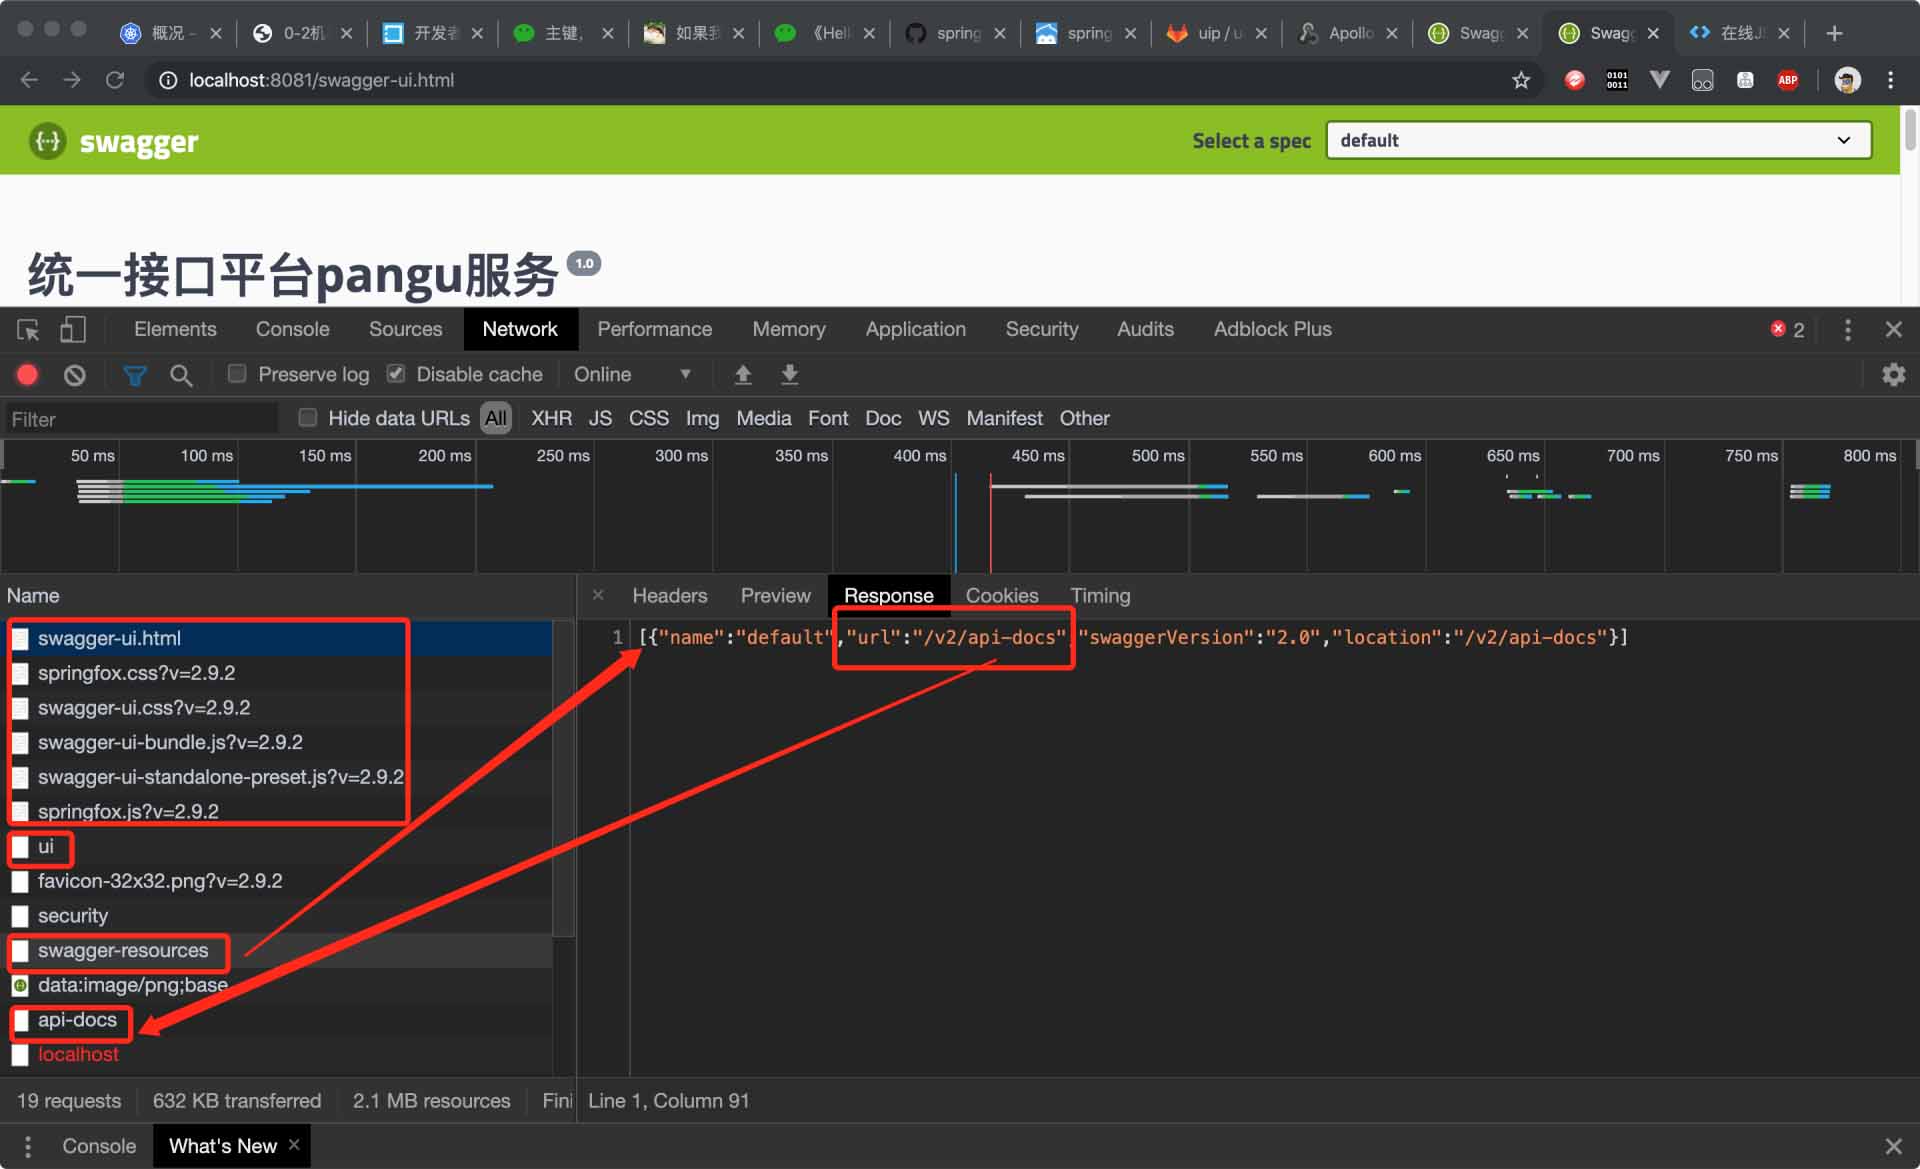 概况 -
0-2机
开发者
主键,
如果我
《Hell
spring
spring
uip / u
Apollo
Swagg
Swagg
在线JS
localhost:8081/swagger-ui.html
0101
0011
ABP
swagger
Select a spec
default
统一接口平台pangu服务 1.0
Elements Console Sources Network Performance Memory Application Security Audits Adblock Plus
2
Preserve log Disable cache Online
Filter
Hide data URLs All XHR JS CSS Img Media Font Doc WS Manifest Other
50 ms 100 ms 150 ms 200 ms 250 ms 300 ms 350 ms 400 ms 450 ms 500 ms 550 ms 600 ms 650 ms 700 ms 750 ms 800 ms
Name
swagger-ui.html
springfox.css?v=2.9.2
swagger-ui.css?v=2.9.2
swagger-ui-bundle.js?v=2.9.2
swagger-ui-standalone-preset.js?v=2.9.2
springfox.js?v=2.9.2
ui
favicon-32x32.png?v=2.9.2
security
swagger-resources
data:image/png;base
api-docs
localhost
Headers Preview Response Cookies Timing
1 [{"name":"default","url":"/v2/api-docs","swaggerVersion":"2.0","location":"/v2/api-docs"}]
19 requests 632 KB transferred 2.1 MB resources Fini
Line 1, Column 91
Console What's New